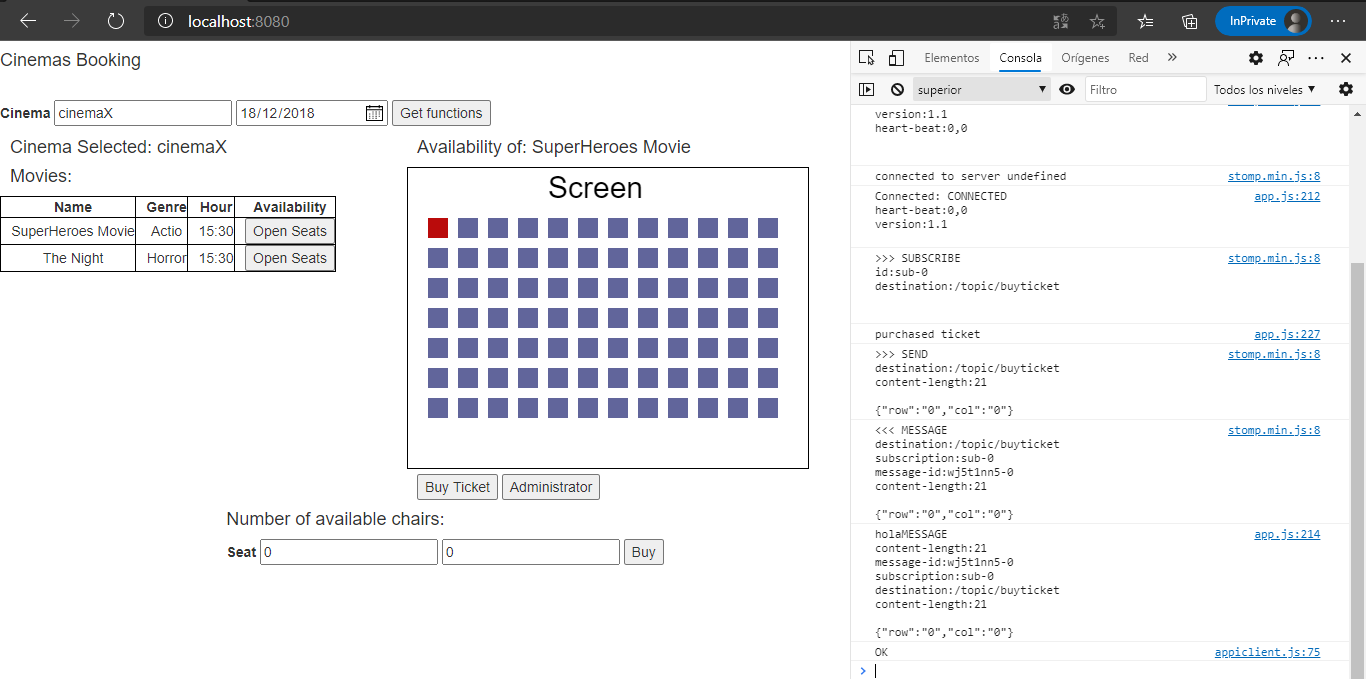 localhost:8080
InPrivate
Cinemas Booking
Cinema cinemaX 18/12/2018 Get functions
Cinema Selected: cinemaX
Movies:
Name Genre Hour Availability
SuperHeroes Movie Actio 15:30 Open Seats
The Night Horror 15:30 Open Seats
Availability of: SuperHeroes Movie
Screen
Buy Ticket Administrator
Number of available chairs:
Seat 0 0 Buy
Elementos Consola Orígenes Red »
superior Filtro Todos los niveles
version:1.1
heart-beat:0,0
connected to server undefined stomp.min.js:8
Connected: CONNECTED app.js:212
heart-beat:0,0
version:1.1
>>> SUBSCRIBE stomp.min.js:8
id:sub-0
destination:/topic/buyticket
purchased ticket app.js:227
>>> SEND stomp.min.js:8
destination:/topic/buyticket
content-length:21
{"row":"0","col":"0"}
<<< MESSAGE stomp.min.js:8
destination:/topic/buyticket
subscription:sub-0
message-id:wj5t1nn5-0
content-length:21
{"row":"0","col":"0"}
holaMESSAGE app.js:214
content-length:21
message-id:wj5t1nn5-0
subscription:sub-0
destination:/topic/buyticket
content-length:21
{"row":"0","col":"0"}
OK appiclient.js:75
>